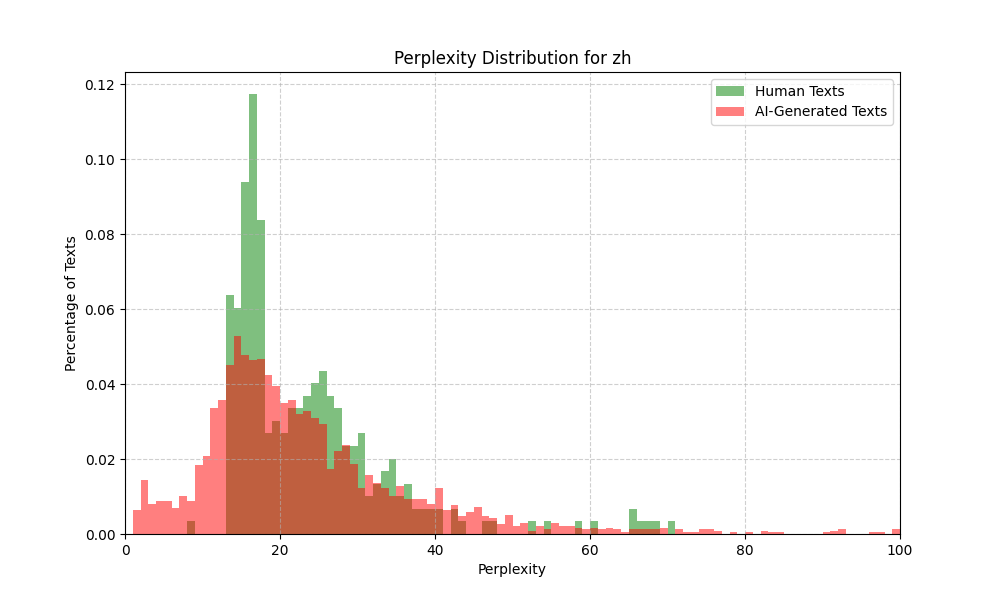 Perplexity Distribution for zh
Human Texts
AI-Generated Texts
Percentage of Texts
0.12
0.10
0.08
0.06
0.04
0.02
0.00
0
20
40
60
80
100
Perplexity